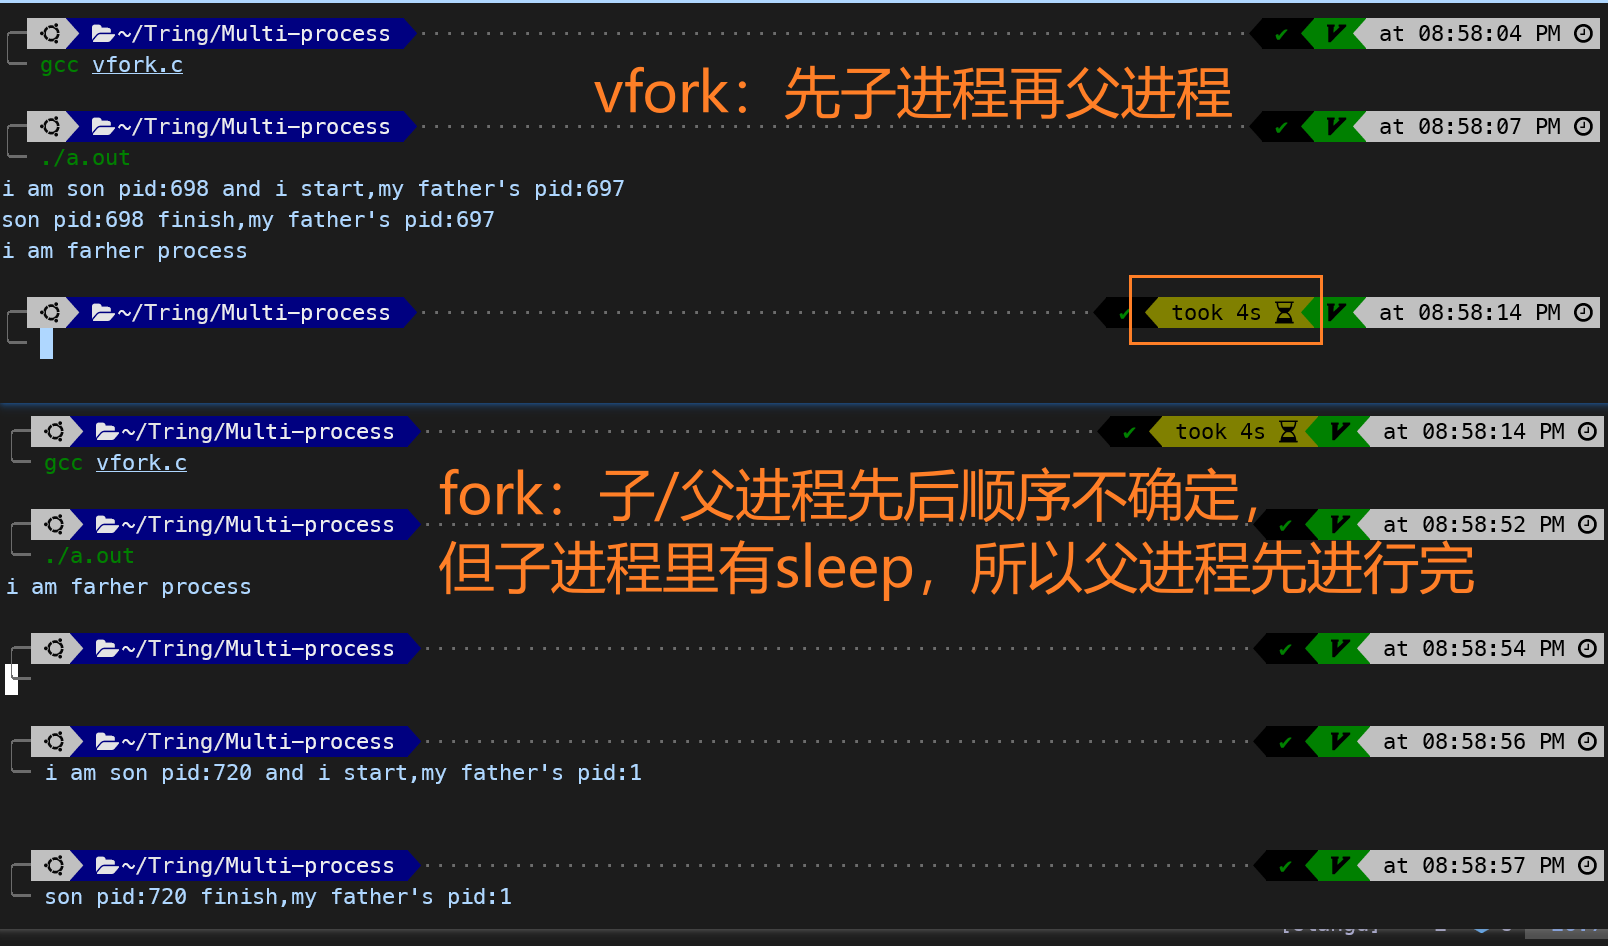 ~/Tring/Multi-process ✔ V at 08:58:04 PM
gcc vfork.c
vfork：先子进程再父进程
~/Tring/Multi-process ✔ V at 08:58:07 PM
./a.out
i am son pid:698 and i start,my father's pid:697
son pid:698 finish,my father's pid:697
i am farher process
~/Tring/Multi-process ✔ took 4s V at 08:58:14 PM
~/Tring/Multi-process ✔ took 4s V at 08:58:14 PM
gcc vfork.c
fork：子/父进程先后顺序不确定，
~/Tring/Multi-process ✔ V at 08:58:52 PM
./a.out
但子进程里有sleep，所以父进程先进行完
i am farher process
~/Tring/Multi-process ✔ V at 08:58:54 PM
~/Tring/Multi-process ✔ V at 08:58:56 PM
i am son pid:720 and i start,my father's pid:1
~/Tring/Multi-process ✔ V at 08:58:57 PM
son pid:720 finish,my father's pid:1